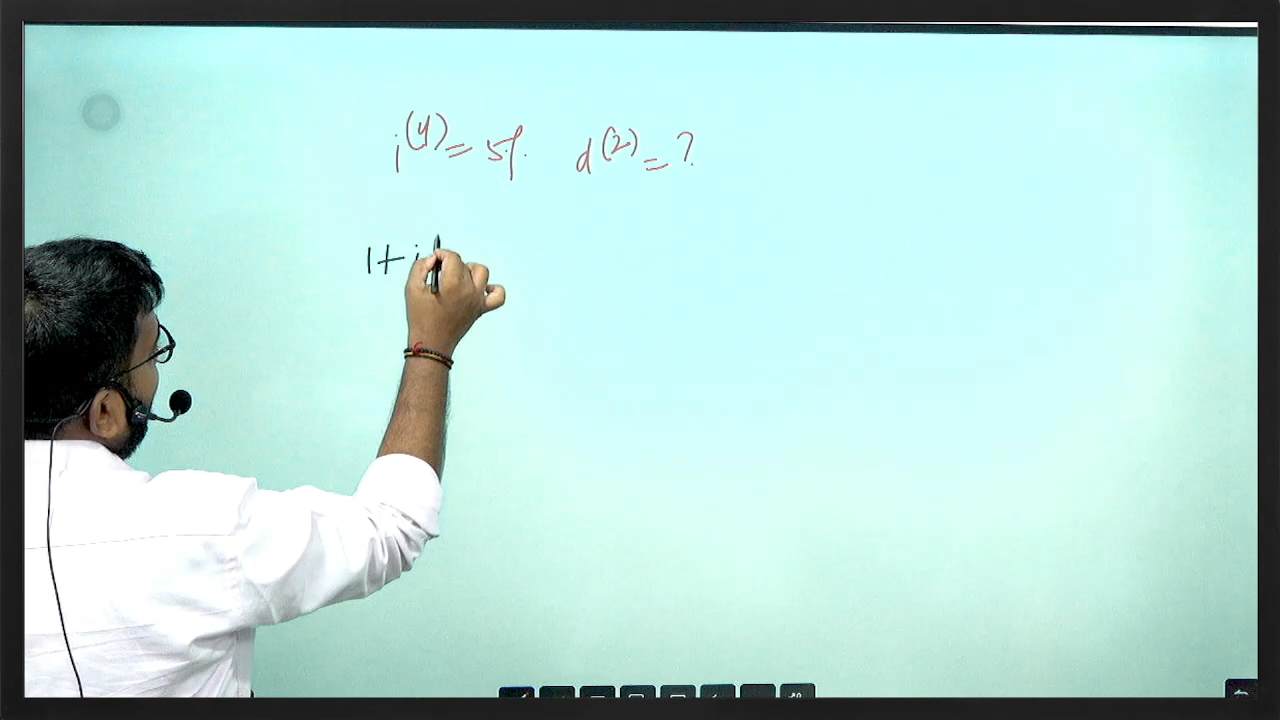 i^(4) = 5%  d^(2) = ?
1 + i